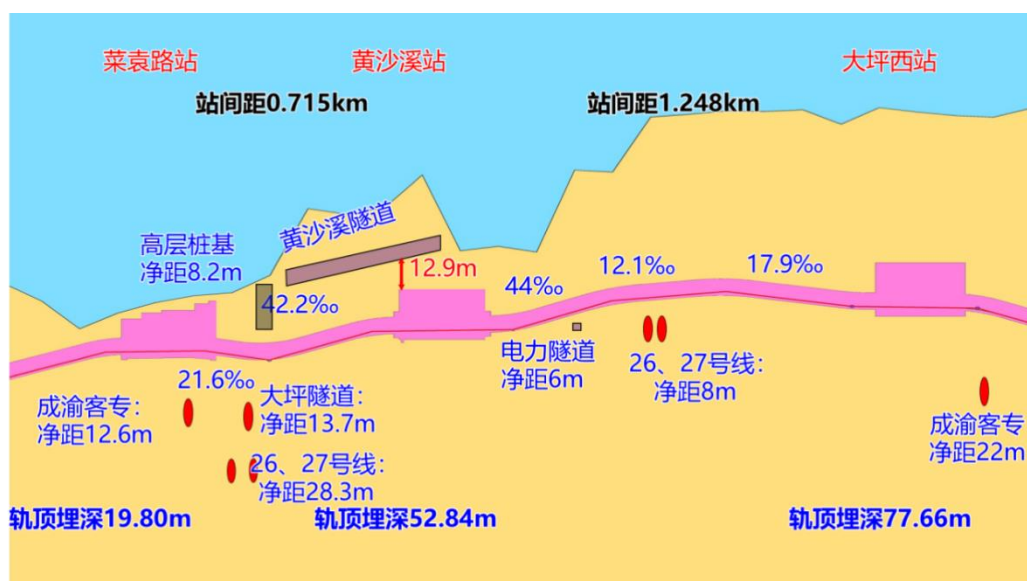 菜袁路站
黄沙溪站
大坪西站
站间距0.715km
站间距1.248km
黄沙溪隧道
高层桩基
净距8.2m
12.9m
42.2‰
44‰
12.1‰
17.9‰
电力隧道
净距6m
26、27号线：
净距8m
21.6‰
成渝客专：
净距12.6m
大坪隧道：
净距13.7m
26、27号线：
净距28.3m
成渝客专
净距22m
轨顶埋深19.80m
轨顶埋深52.84m
轨顶埋深77.66m